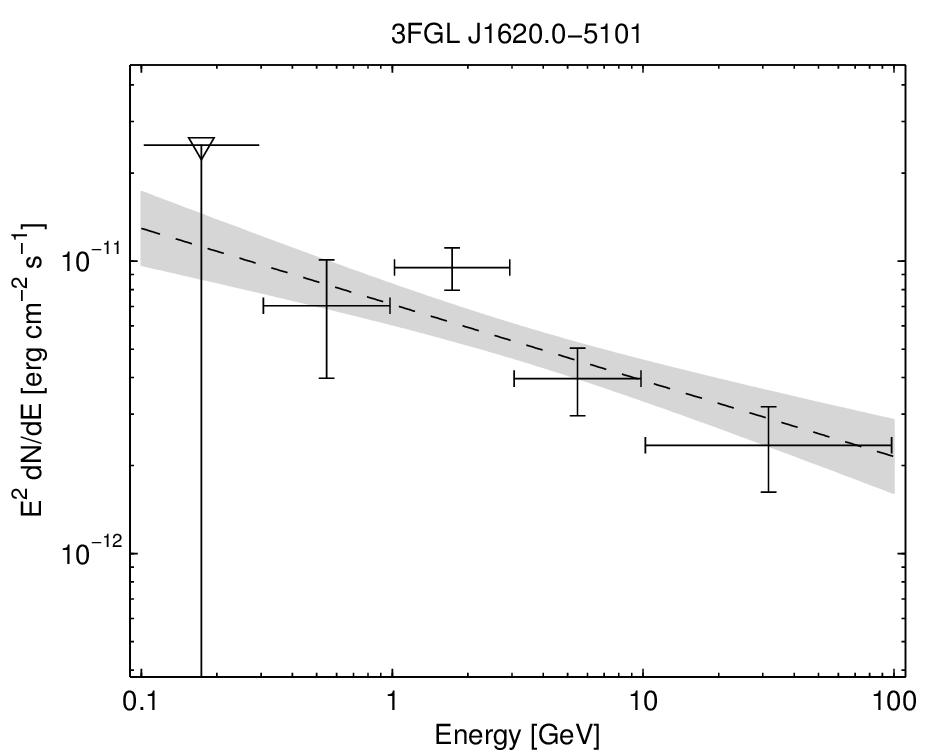 3FGL J1620.0−5101
E² dN/dE [erg cm⁻² s⁻¹]
10⁻¹¹
10⁻¹²
0.1 1 10 100
Energy [GeV]